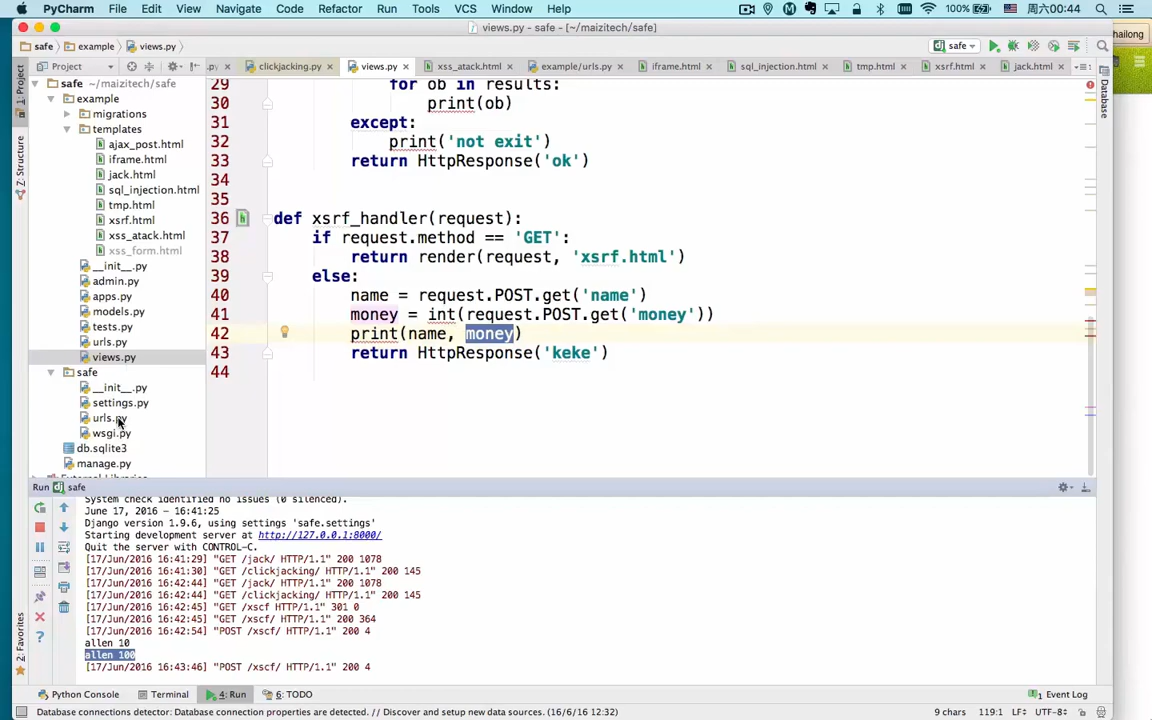 PyCharm File Edit View Navigate Code Refactor Run Tools VCS Window Help 100% 周六00:44
views.py - safe - [~/maizitech/safe]
hailong
safe example views.py safe
Project .py clickjacking.py views.py xss_atack.html example/urls.py iframe.html sql_injection.html tmp.html xsrf.html jack.html
1: Project
Z: Structure
2: Favorites
Database
safe ~/maizitech/safe
example
migrations
templates
ajax_post.html
iframe.html
jack.html
sql_injection.html
tmp.html
xsrf.html
xss_atack.html
xss_form.html
__init__.py
admin.py
apps.py
models.py
tests.py
urls.py
views.py
safe
__init__.py
settings.py
urls.py
wsgi.py
db.sqlite3
manage.py
29 for ob in results:
30 print(ob)
31 except:
32 print('not exit')
33 return HttpResponse('ok')
34
35
36 def xsrf_handler(request):
37 if request.method == 'GET':
38 return render(request, 'xsrf.html')
39 else:
40 name = request.POST.get('name')
41 money = int(request.POST.get('money'))
42 print(name, money)
43 return HttpResponse('keke')
44
Run safe
System check identified no issues (0 silenced).
June 17, 2016 - 16:41:25
Django version 1.9.6, using settings 'safe.settings'
Starting development server at http://127.0.0.1:8000/
Quit the server with CONTROL-C.
[17/Jun/2016 16:41:29] "GET /jack/ HTTP/1.1" 200 1078
[17/Jun/2016 16:41:30] "GET /clickjacking/ HTTP/1.1" 200 145
[17/Jun/2016 16:42:44] "GET /jack/ HTTP/1.1" 200 1078
[17/Jun/2016 16:42:44] "GET /clickjacking/ HTTP/1.1" 200 145
[17/Jun/2016 16:42:45] "GET /xscf HTTP/1.1" 301 0
[17/Jun/2016 16:42:45] "GET /xscf/ HTTP/1.1" 200 364
[17/Jun/2016 16:42:54] "POST /xscf/ HTTP/1.1" 200 4
allen 10
allen 100
[17/Jun/2016 16:43:46] "POST /xscf/ HTTP/1.1" 200 4
Python Console Terminal 4: Run 6: TODO 1 Event Log
Database connections detector: Database connection properties are detected. // Discover and setup new data sources. (16/6/16 12:32) 9 chars 119:1 LF÷ UTF-8÷